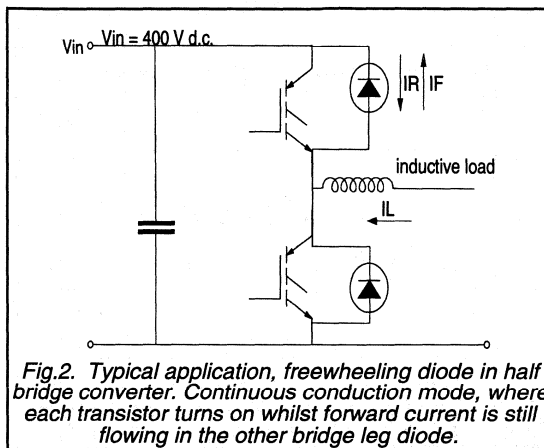 Vin
Vin = 400 V d.c.
IR
IF
inductive load
IL
Fig.2. Typical application, freewheeling diode in half
bridge converter. Continuous conduction mode, where
each transistor turns on whilst forward current is still
flowing in the other bridge leg diode.